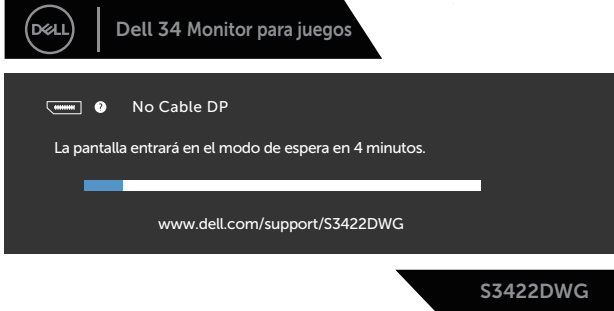 DELL
Dell 34 Monitor para juegos
? No Cable DP
La pantalla entrará en el modo de espera en 4 minutos.
www.dell.com/support/S3422DWG
S3422DWG